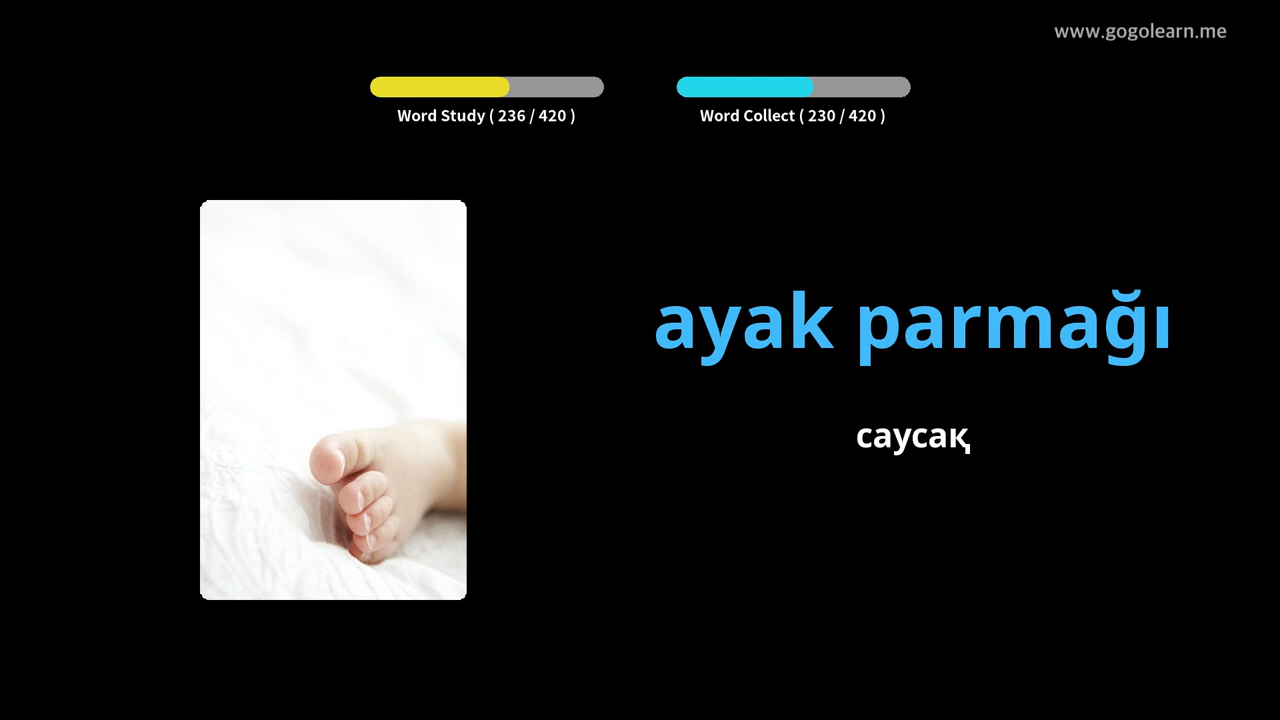 www.gogolearn.me
Word Study ( 236 / 420 )
Word Collect ( 230 / 420 )
ayak parmağı
саусақ